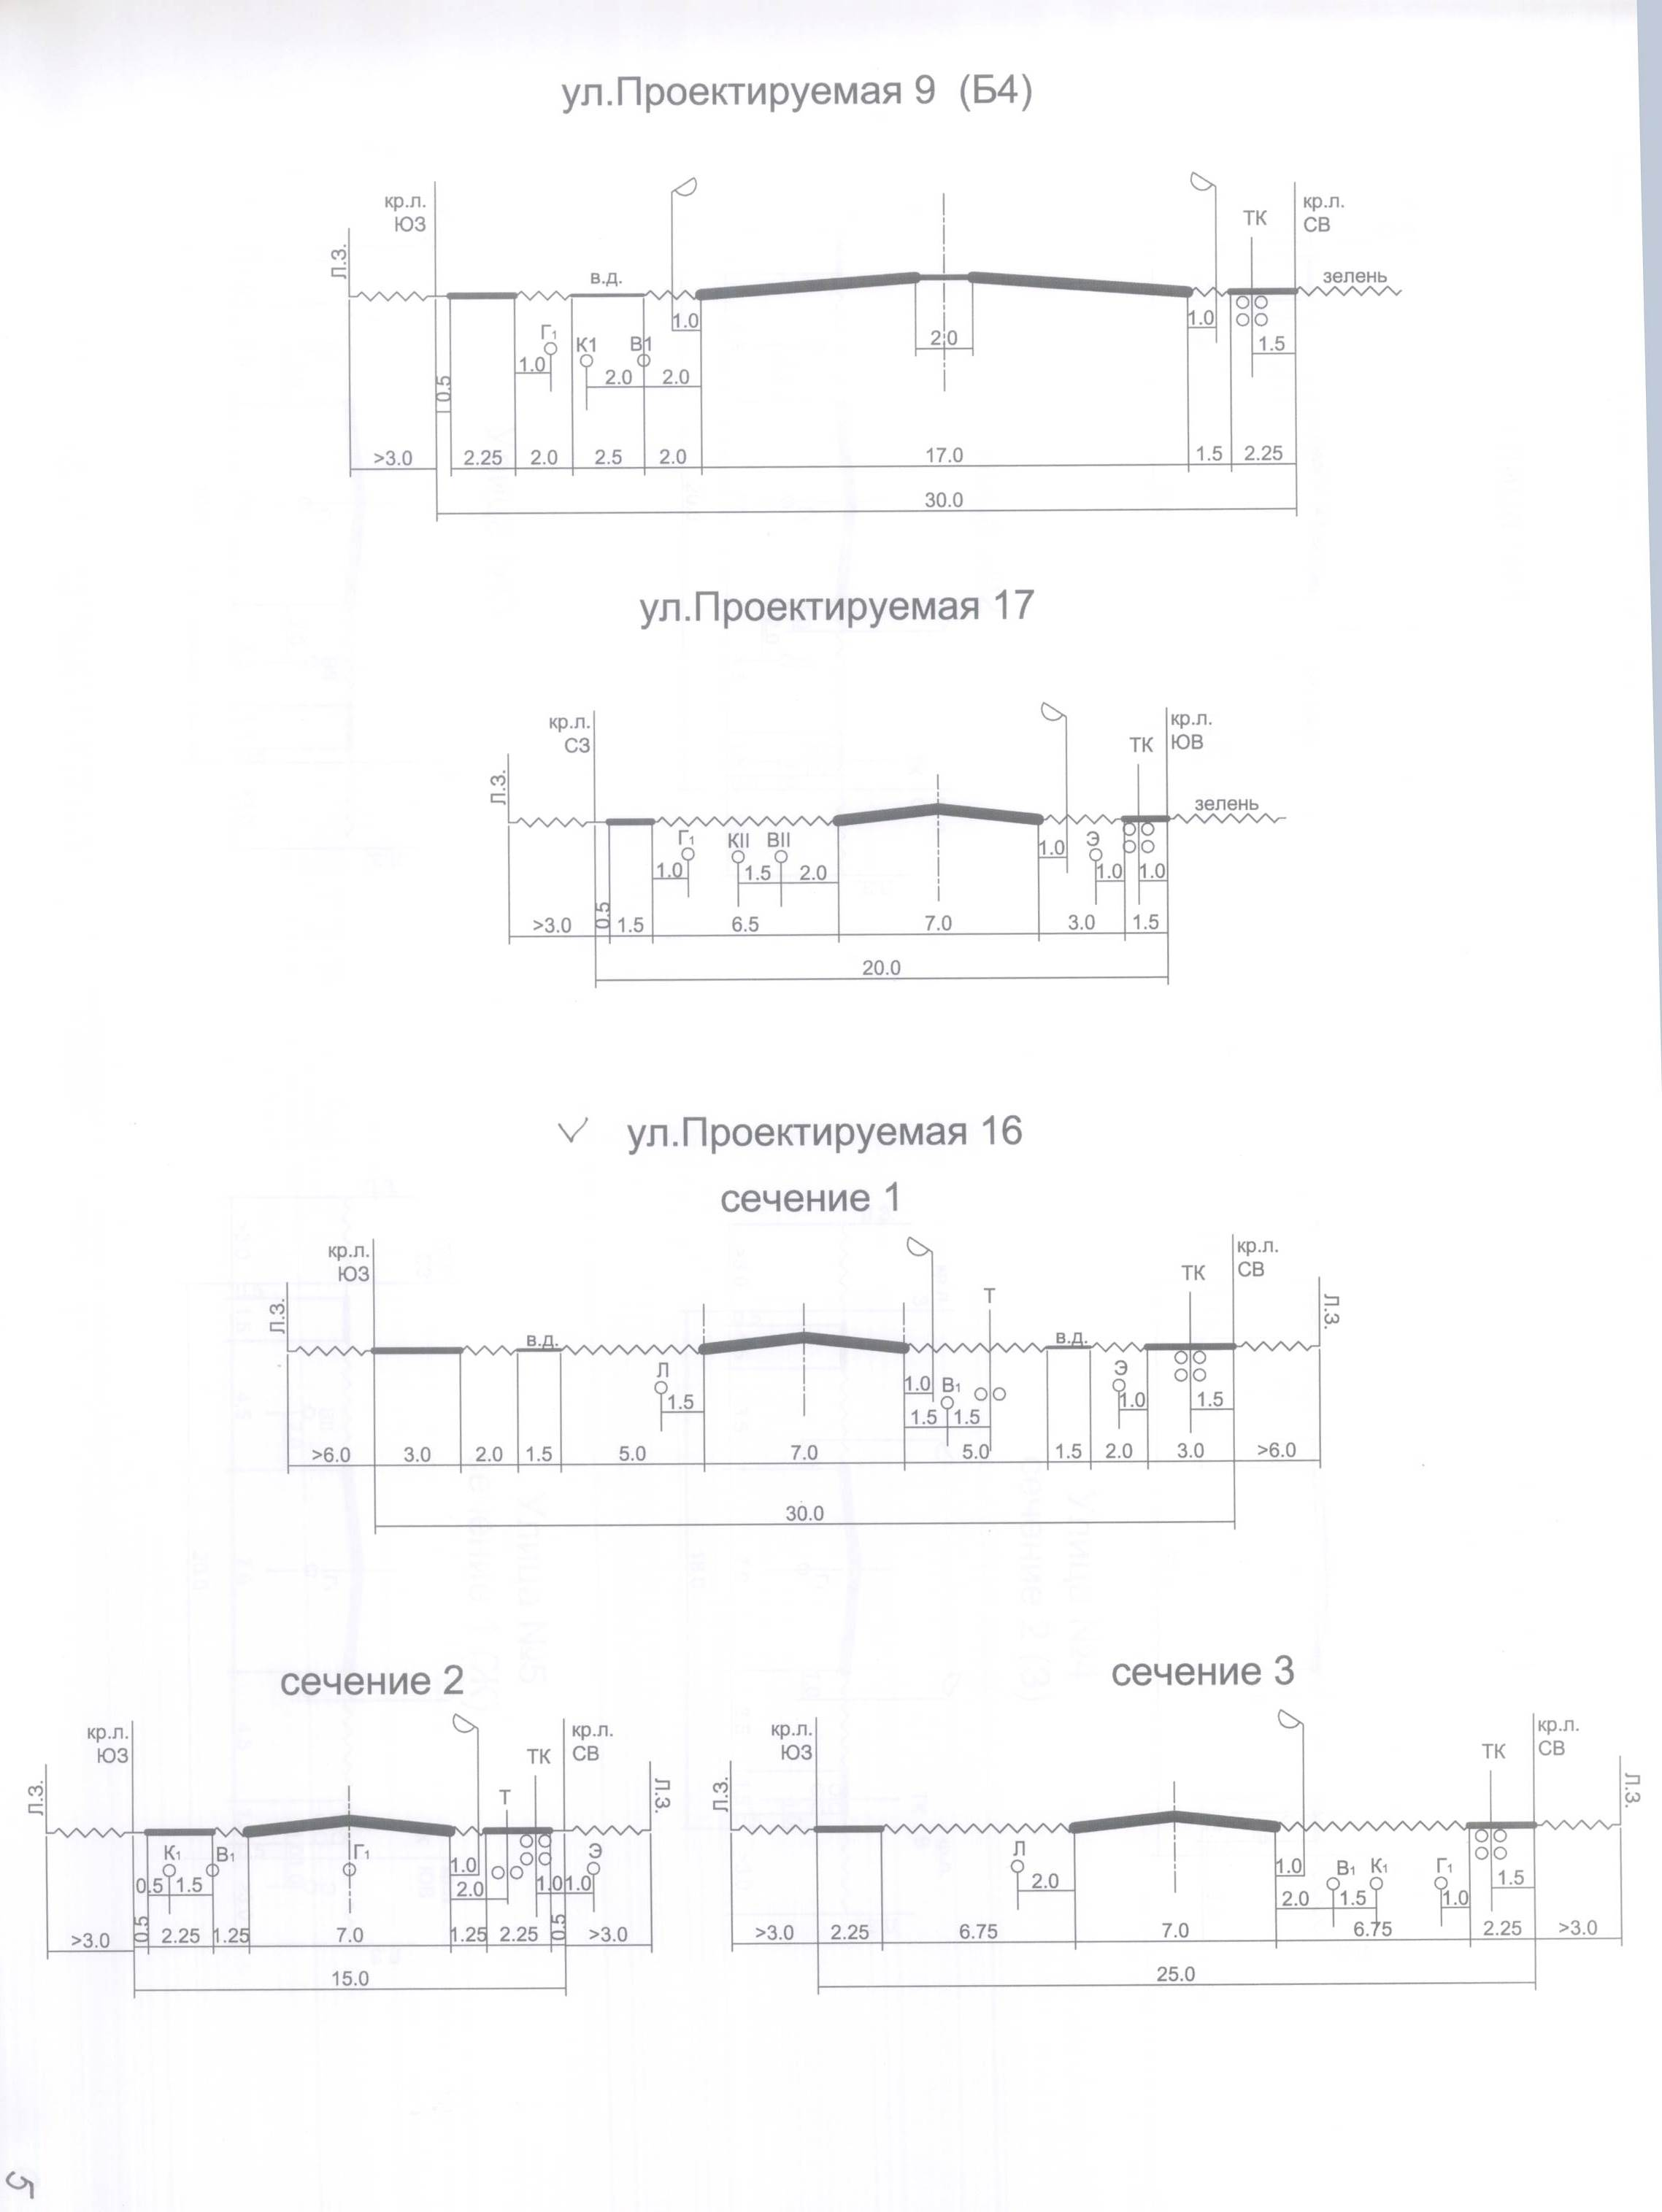 ул.Проектируемая 9 (Б4)
кр.л.
ЮЗ
Л.З.
в.д.
ТК
кр.л.
СВ
зелень
Г1
К1
В1
1.0
1.0
2.0
2.0
1.0
2.0
1.0
1.5
0.5
>3.0
2.25
2.0
2.5
2.0
17.0
1.5
2.25
30.0
ул.Проектируемая 17
кр.л.
СЗ
Л.З.
ТК
кр.л.
ЮВ
зелень
Г1
КII
ВII
Э
1.0
1.5
2.0
1.0
1.0
1.0
>3.0
0.5
1.5
6.5
7.0
3.0
1.5
20.0
ул.Проектируемая 16
сечение 1
кр.л.
ЮЗ
Л.З.
в.д.
Т
ТК
кр.л.
СВ
Л.З.
в.д.
Л
1.5
1.0
В1
1.5
1.5
Э
1.0
1.5
>6.0
3.0
2.0
1.5
5.0
7.0
5.0
1.5
2.0
3.0
>6.0
30.0
сечение 2
кр.л.
ЮЗ
Л.З.
Т
ТК
кр.л.
СВ
Л.З.
К1
В1
Г1
Э
0.5
1.5
1.0
2.0
1.0
1.0
>3.0
0.5
2.25
1.25
7.0
1.25
2.25
0.5
>3.0
15.0
сечение 3
кр.л.
ЮЗ
Л.З.
ТК
кр.л.
СВ
Л.З.
Л
2.0
1.0
В1
К1
Г1
2.0
1.5
1.0
1.5
>3.0
2.25
6.75
7.0
6.75
2.25
>3.0
25.0
5